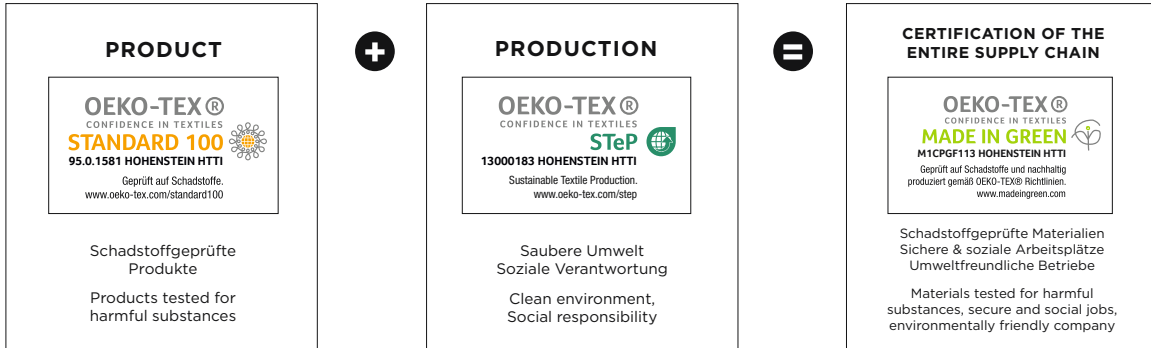 PRODUCT
OEKO-TEX®
CONFIDENCE IN TEXTILES
STANDARD 100
95.0.1581 HOHENSTEIN HTTI
Geprüft auf Schadstoffe.
www.oeko-tex.com/standard100
Schadstoffgeprüfte
Produkte
Products tested for
harmful substances
+
PRODUCTION
OEKO-TEX®
CONFIDENCE IN TEXTILES
STeP
13000183 HOHENSTEIN HTTI
Sustainable Textile Production.
www.oeko-tex.com/step
Saubere Umwelt
Soziale Verantwortung
Clean environment,
Social responsibility
=
CERTIFICATION OF THE
ENTIRE SUPPLY CHAIN
OEKO-TEX®
CONFIDENCE IN TEXTILES
MADE IN GREEN
M1CPGF113 HOHENSTEIN HTTI
Geprüft auf Schadstoffe und nachhaltig
produziert gemäß OEKO-TEX® Richtlinien.
www.madeingreen.com
Schadstoffgeprüfte Materialien
Sichere & soziale Arbeitsplätze
Umweltfreundliche Betriebe
Materials tested for harmful
substances, secure and social jobs,
environmentally friendly company